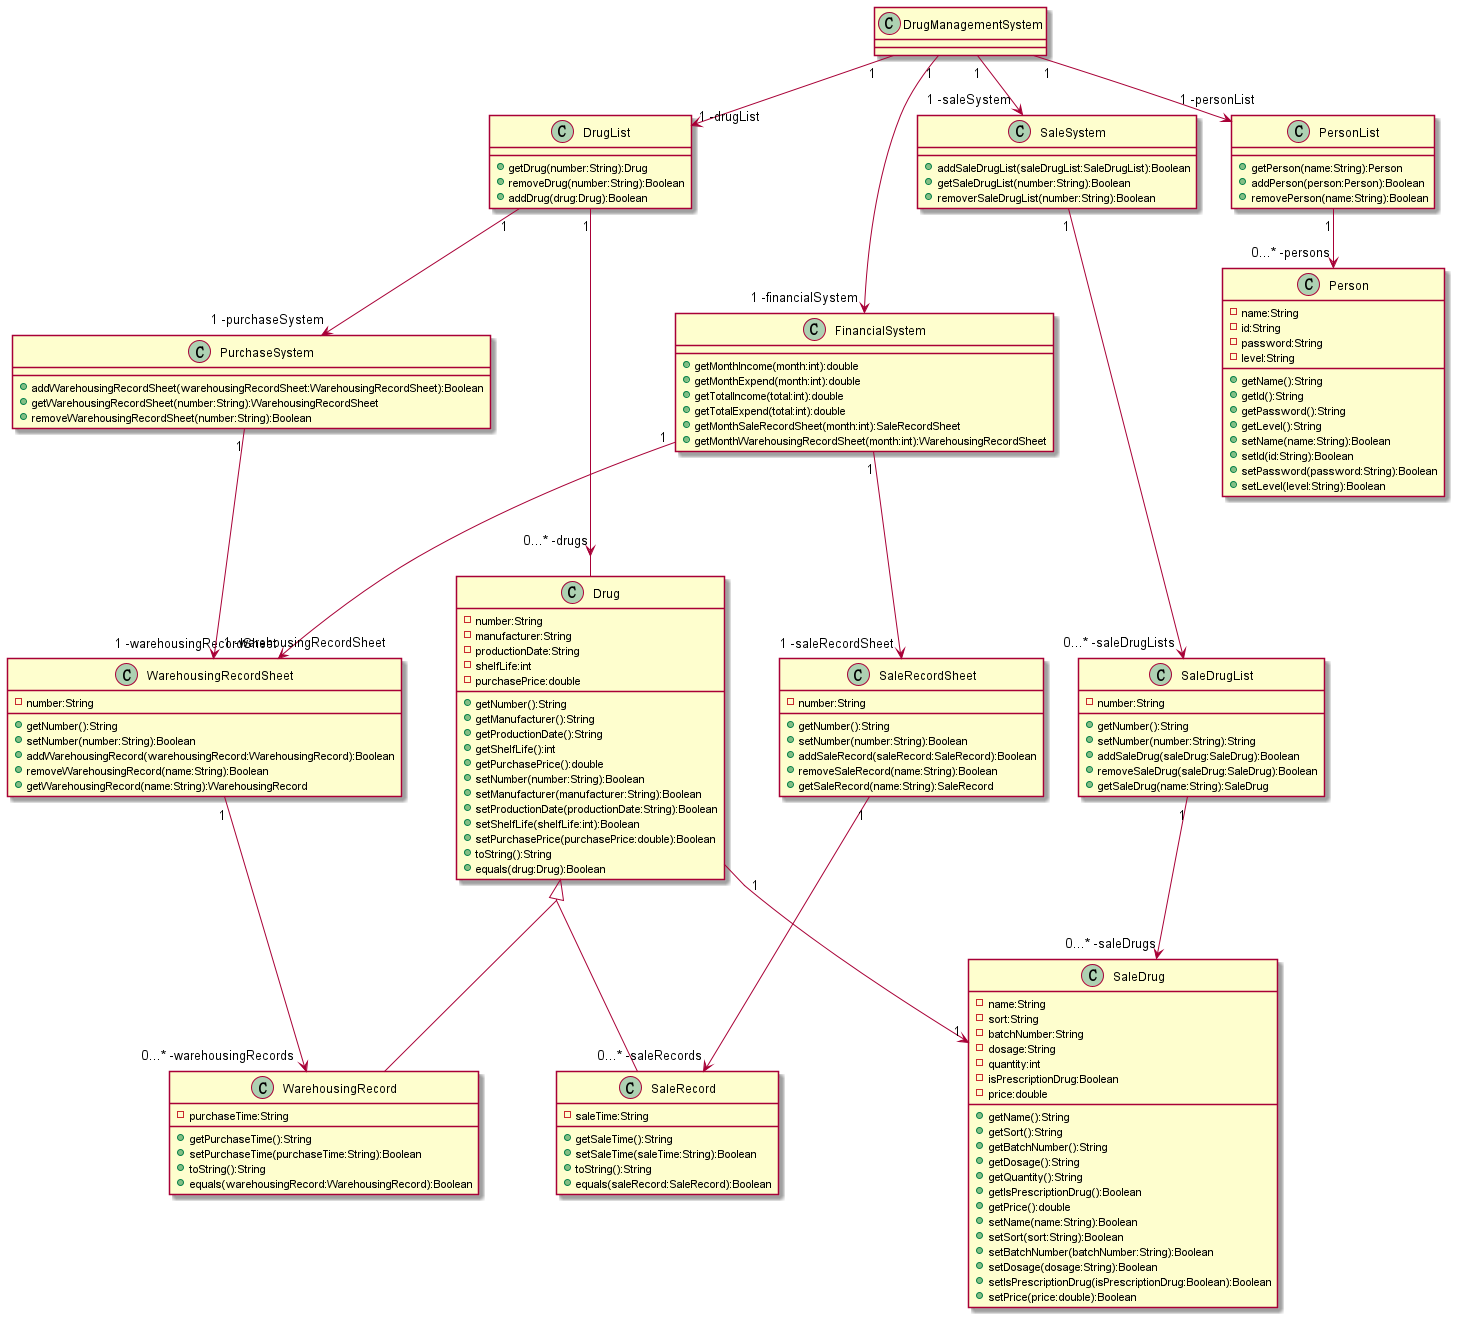 C DrugManagementSystem
1 1 1 1
1 -drugList
1 -saleSystem
1 -personList
C DrugList
getDrug(number:String):Drug
removeDrug(number:String):Boolean
addDrug(drug:Drug):Boolean
C SaleSystem
addSaleDrugList(saleDrugList:SaleDrugList):Boolean
getSaleDrugList(number:String):Boolean
removerSaleDrugList(number:String):Boolean
C PersonList
getPerson(name:String):Person
addPerson(person:Person):Boolean
removePerson(name:String):Boolean
1 1 1 1
1 -purchaseSystem
1 -financialSystem
0...* -persons
C Person
name:String
id:String
password:String
level:String
getName():String
getId():String
getPassword():String
getLevel():String
setName(name:String):Boolean
setId(id:String):Boolean
setPassword(password:String):Boolean
setLevel(level:String):Boolean
C PurchaseSystem
addWarehousingRecordSheet(warehousingRecordSheet:WarehousingRecordSheet):Boolean
getWarehousingRecordSheet(number:String):WarehousingRecordSheet
removeWarehousingRecordSheet(number:String):Boolean
C FinancialSystem
getMonthIncome(month:int):double
getMonthExpend(month:int):double
getTotalIncome(total:int):double
getTotalExpend(total:int):double
getMonthSaleRecordSheet(month:int):SaleRecordSheet
getMonthWarehousingRecordSheet(month:int):WarehousingRecordSheet
1 1 1
0...* -drugs
1 -warehousingRecordSheet
1 -warehousingRecordSheet
1 -saleRecordSheet
0...* -saleDrugLists
C WarehousingRecordSheet
number:String
getNumber():String
setNumber(number:String):Boolean
addWarehousingRecord(warehousingRecord:WarehousingRecord):Boolean
removeWarehousingRecord(name:String):Boolean
getWarehousingRecord(name:String):WarehousingRecord
C Drug
number:String
manufacturer:String
productionDate:String
shelfLife:int
purchasePrice:double
getNumber():String
getManufacturer():String
getProductionDate():String
getShelfLife():int
getPurchasePrice():double
setNumber(number:String):Boolean
setManufacturer(manufacturer:String):Boolean
setProductionDate(productionDate:String):Boolean
setShelfLife(shelfLife:int):Boolean
setPurchasePrice(purchasePrice:double):Boolean
toString():String
equals(drug:Drug):Boolean
C SaleRecordSheet
number:String
getNumber():String
setNumber(number:String):Boolean
addSaleRecord(saleRecord:SaleRecord):Boolean
removeSaleRecord(name:String):Boolean
getSaleRecord(name:String):SaleRecord
C SaleDrugList
number:String
getNumber():String
setNumber(number:String):String
addSaleDrug(saleDrug:SaleDrug):Boolean
removeSaleDrug(saleDrug:SaleDrug):Boolean
getSaleDrug(name:String):SaleDrug
1 1 1 1
0...* -warehousingRecords
0...* -saleRecords
0...* -saleDrugs
1
C WarehousingRecord
purchaseTime:String
getPurchaseTime():String
setPurchaseTime(purchaseTime:String):Boolean
toString():String
equals(warehousingRecord:WarehousingRecord):Boolean
C SaleRecord
saleTime:String
getSaleTime():String
setSaleTime(saleTime:String):Boolean
toString():String
equals(saleRecord:SaleRecord):Boolean
C SaleDrug
name:String
sort:String
batchNumber:String
dosage:String
quantity:int
isPrescriptionDrug:Boolean
price:double
getName():String
getSort():String
getBatchNumber():String
getDosage():String
getQuantity():String
getIsPrescriptionDrug():Boolean
getPrice():double
setName(name:String):Boolean
setSort(sort:String):Boolean
setBatchNumber(batchNumber:String):Boolean
setDosage(dosage:String):Boolean
setIsPrescriptionDrug(isPrescriptionDrug:Boolean):Boolean
setPrice(price:double):Boolean